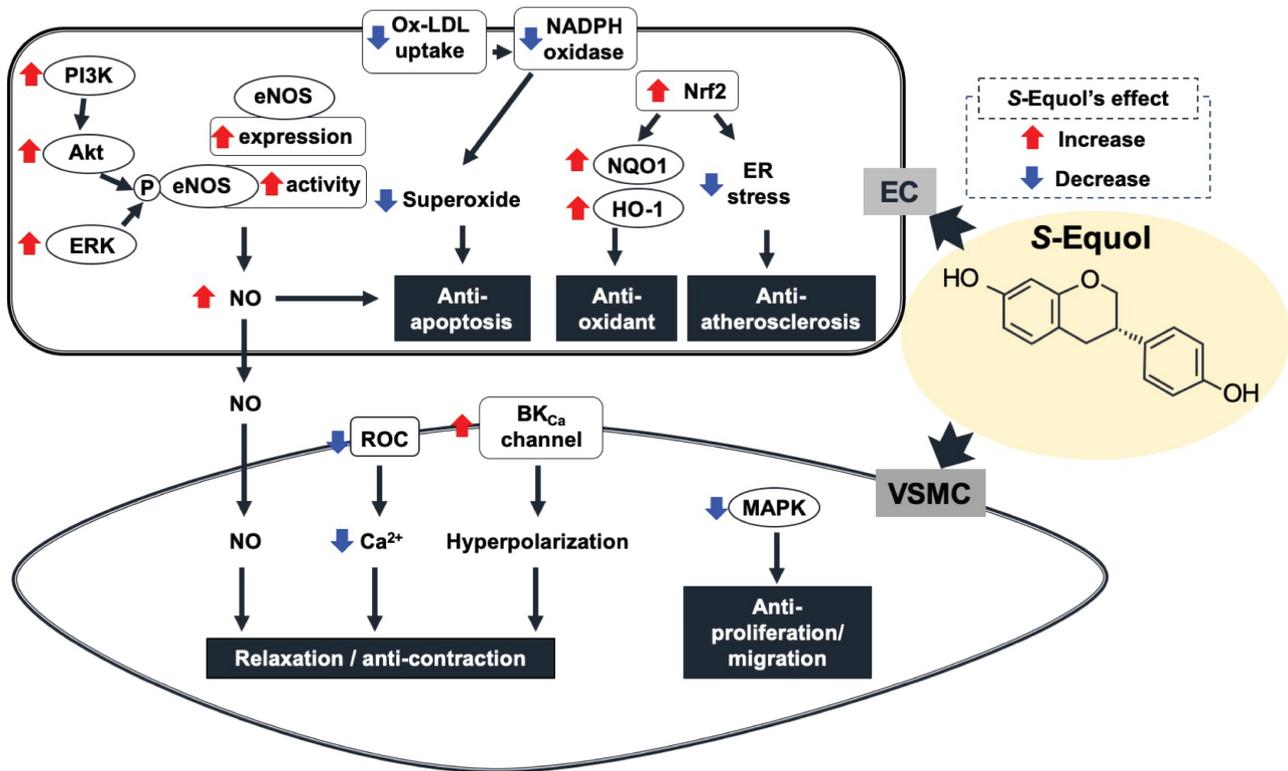 Ox-LDL
uptake
NADPH
oxidase
PI3K
Akt
ERK
P
eNOS
expression
eNOS
activity
NO
Superoxide
Nrf2
NQO1
HO-1
ER
stress
Anti-
apoptosis
Anti-
oxidant
Anti-
atherosclerosis
EC
S-Equol's effect
Increase
Decrease
S-Equol
HO
O
OH
NO
ROC
BKCa
channel
VSMC
NO
Ca2+
Hyperpolarization
MAPK
Relaxation / anti-contraction
Anti-
proliferation/
migration